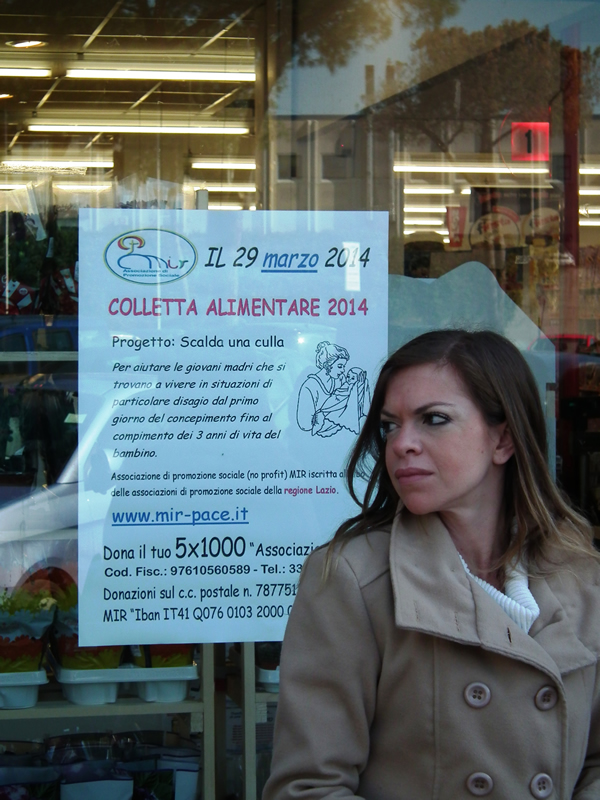 mir
Associazione di
Promozione Sociale
IL 29 marzo 2014
COLLETTA ALIMENTARE 2014
Progetto: Scalda una culla
Per aiutare le giovani madri che si
trovano a vivere in situazioni di
particolare disagio dal primo
giorno del concepimento fino al
compimento dei 3 anni di vita del
bambino.
Associazione di promozione sociale (no profit) MIR iscritta
delle associazioni di promozione sociale della regione Lazio.
www.mir-pace.it
Dona il tuo 5x1000 "Associazi
Cod. Fisc.: 97610560589 - Tel.: 33
Donazioni sul c.c. postale n. 787751
MIR "Iban IT41 Q076 0103 2000
1